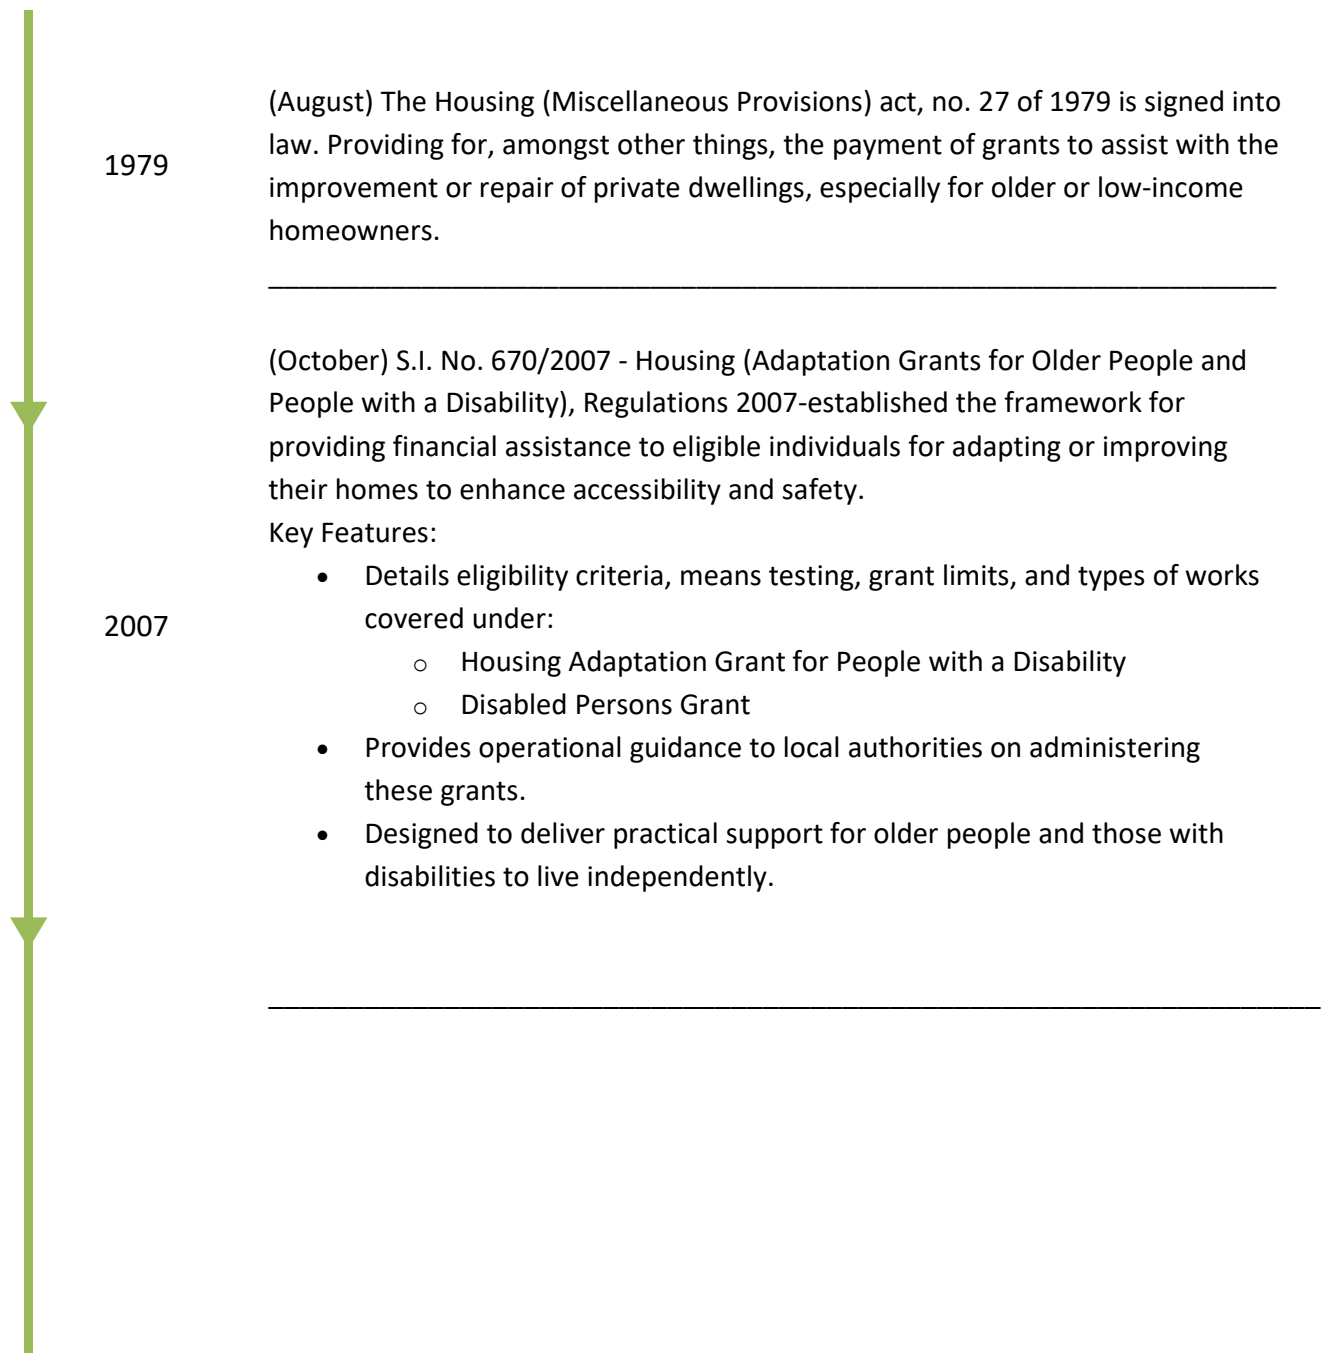 (August) The Housing (Miscellaneous Provisions) act, no. 27 of 1979 is signed into
1979
law. Providing for, amongst other things, the payment of grants to assist with the
improvement or repair of private dwellings, especially for older or low-income
homeowners.
(October) S.I. No. 670/2007 - Housing (Adaptation Grants for Older People and
People with a Disability), Regulations 2007-established the framework for
providing financial assistance to eligible individuals for adapting or improving
their homes to enhance accessibility and safety.
Key Features:
• Details eligibility criteria, means testing, grant limits, and types of works
2007
covered under:
o Housing Adaptation Grant for People with a Disability
o Disabled Persons Grant
• Provides operational guidance to local authorities on administering
these grants.
• Designed to deliver practical support for older people and those with
disabilities to live independently.